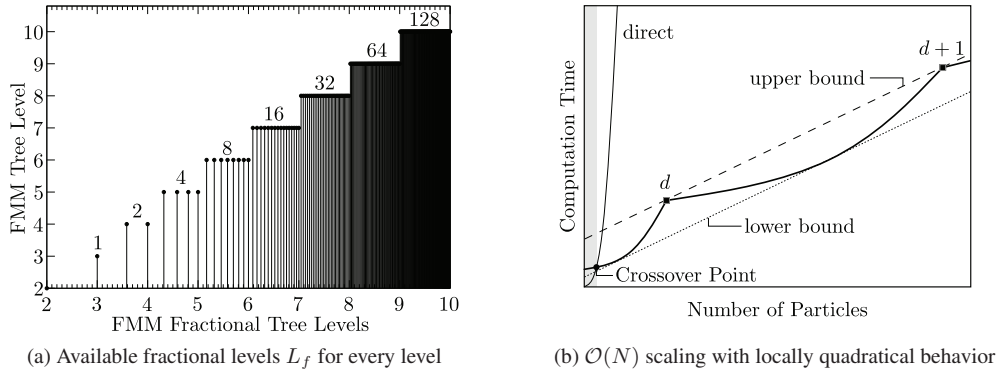 FMM Tree Level
10
9
8
7
6
5
4
3
2
1
2
4
8
16
32
64
128
2 3 4 5 6 7 8 9 10
FMM Fractional Tree Levels
(a) Available fractional levels L_f for every level
Computation Time
direct
upper bound
d + 1
d
lower bound
Crossover Point
Number of Particles
(b) O(N) scaling with locally quadratical behavior